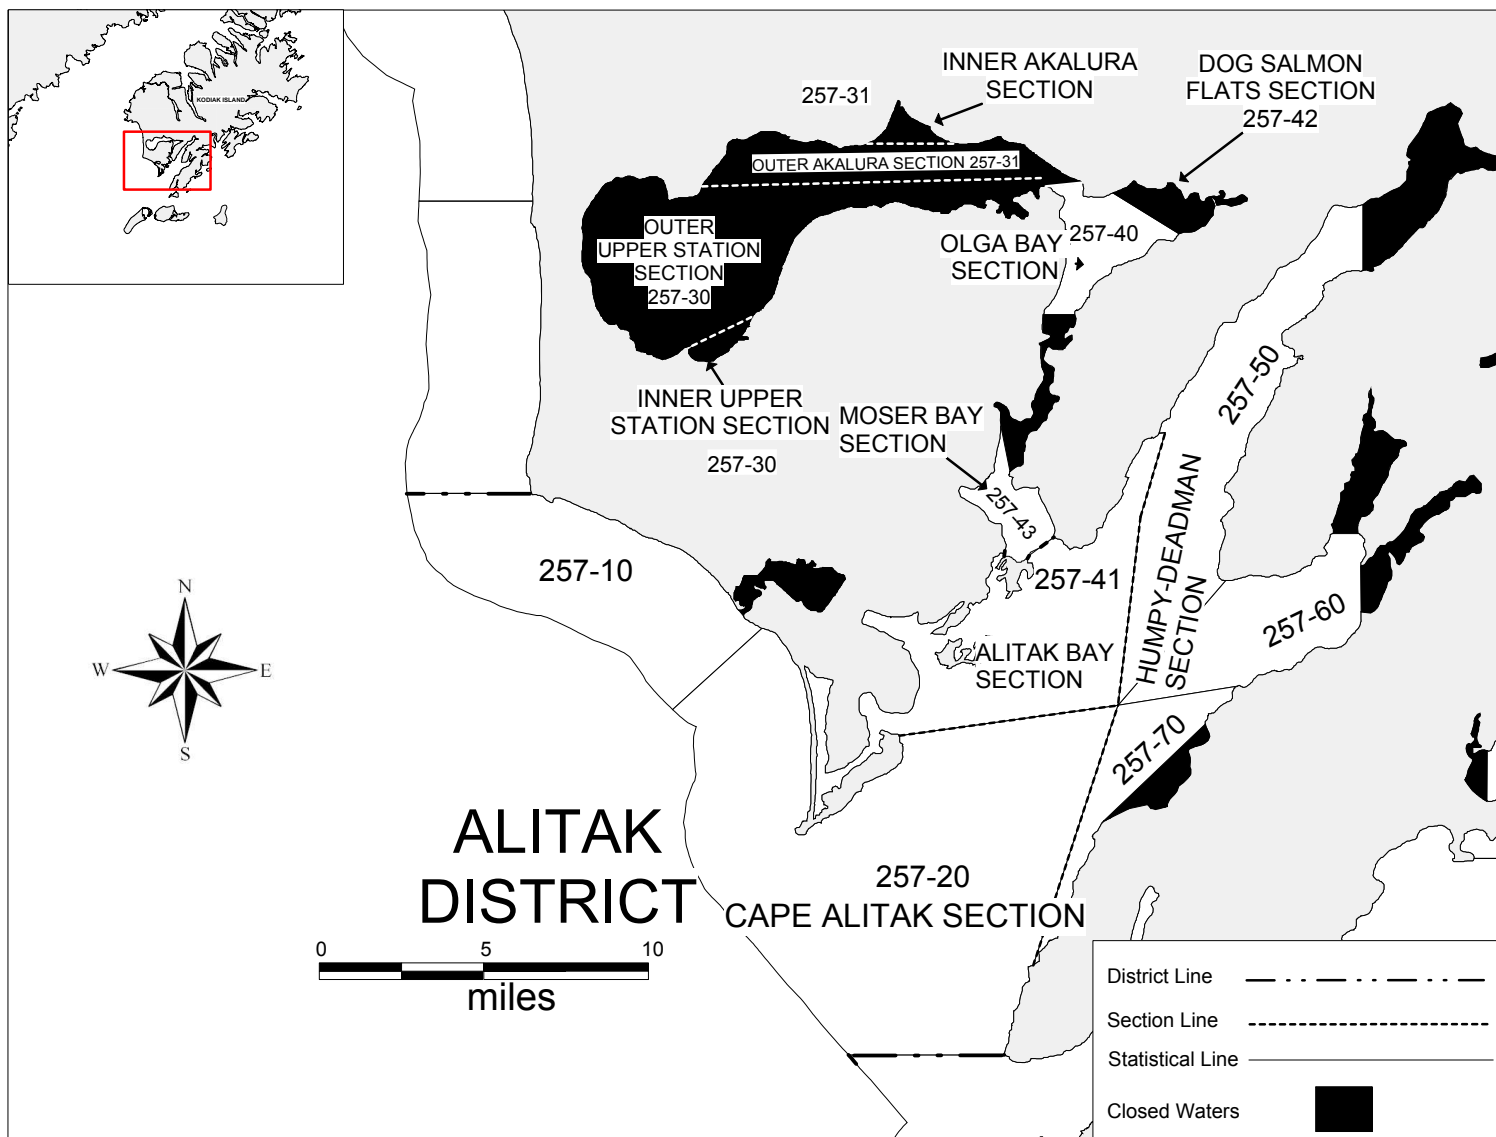 KODIAK ISLAND
257-31
INNER AKALURA
SECTION
DOG SALMON
FLATS SECTION
257-42
OUTER AKALURA SECTION 257-31
OUTER
UPPER STATION
SECTION
257-30
OLGA BAY
SECTION
257-40
257-50
INNER UPPER
STATION SECTION
257-30
MOSER BAY
SECTION
257-43
HUMPY-DEADMAN
SECTION
257-10
257-41
257-60
ALITAK BAY
SECTION
257-70
N
W
E
S
ALITAK
DISTRICT
257-20
CAPE ALITAK SECTION
0 5 10
miles
District Line
Section Line
Statistical Line
Closed Waters